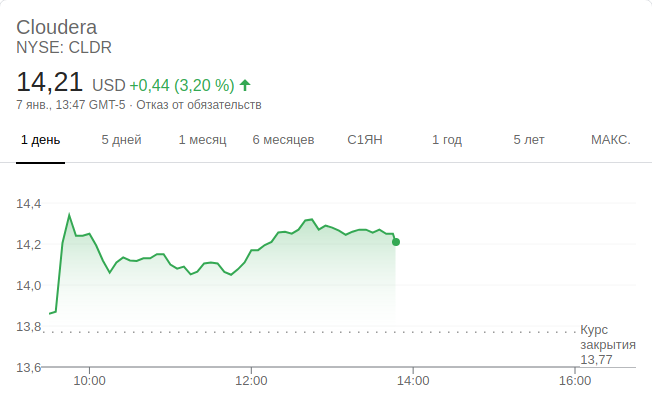 Cloudera
NYSE: CLDR
14,21 USD +0,44 (3,20 %)
7 янв., 13:47 GMT-5 · Отказ от обязательств
1 день 5 дней 1 месяц 6 месяцев С1ЯН 1 год 5 лет МАКС.
14,4
14,2
14,0
13,8
Курс
закрытия
13,77
13,6
10:00 12:00 14:00 16:00